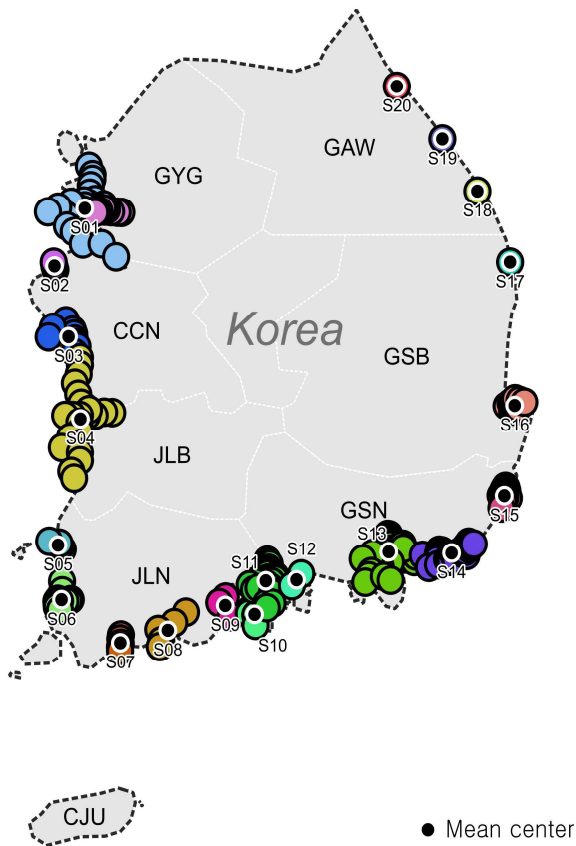 S20
GAW
S19
GYG
S18
S01
S17
S02
CCN
Korea
S03
GSB
S16
S04
JLB
S15
GSN
S13
S05
S14
S11
S12
JLN
S06
S09
S10
S08
S07
CJU
Mean center